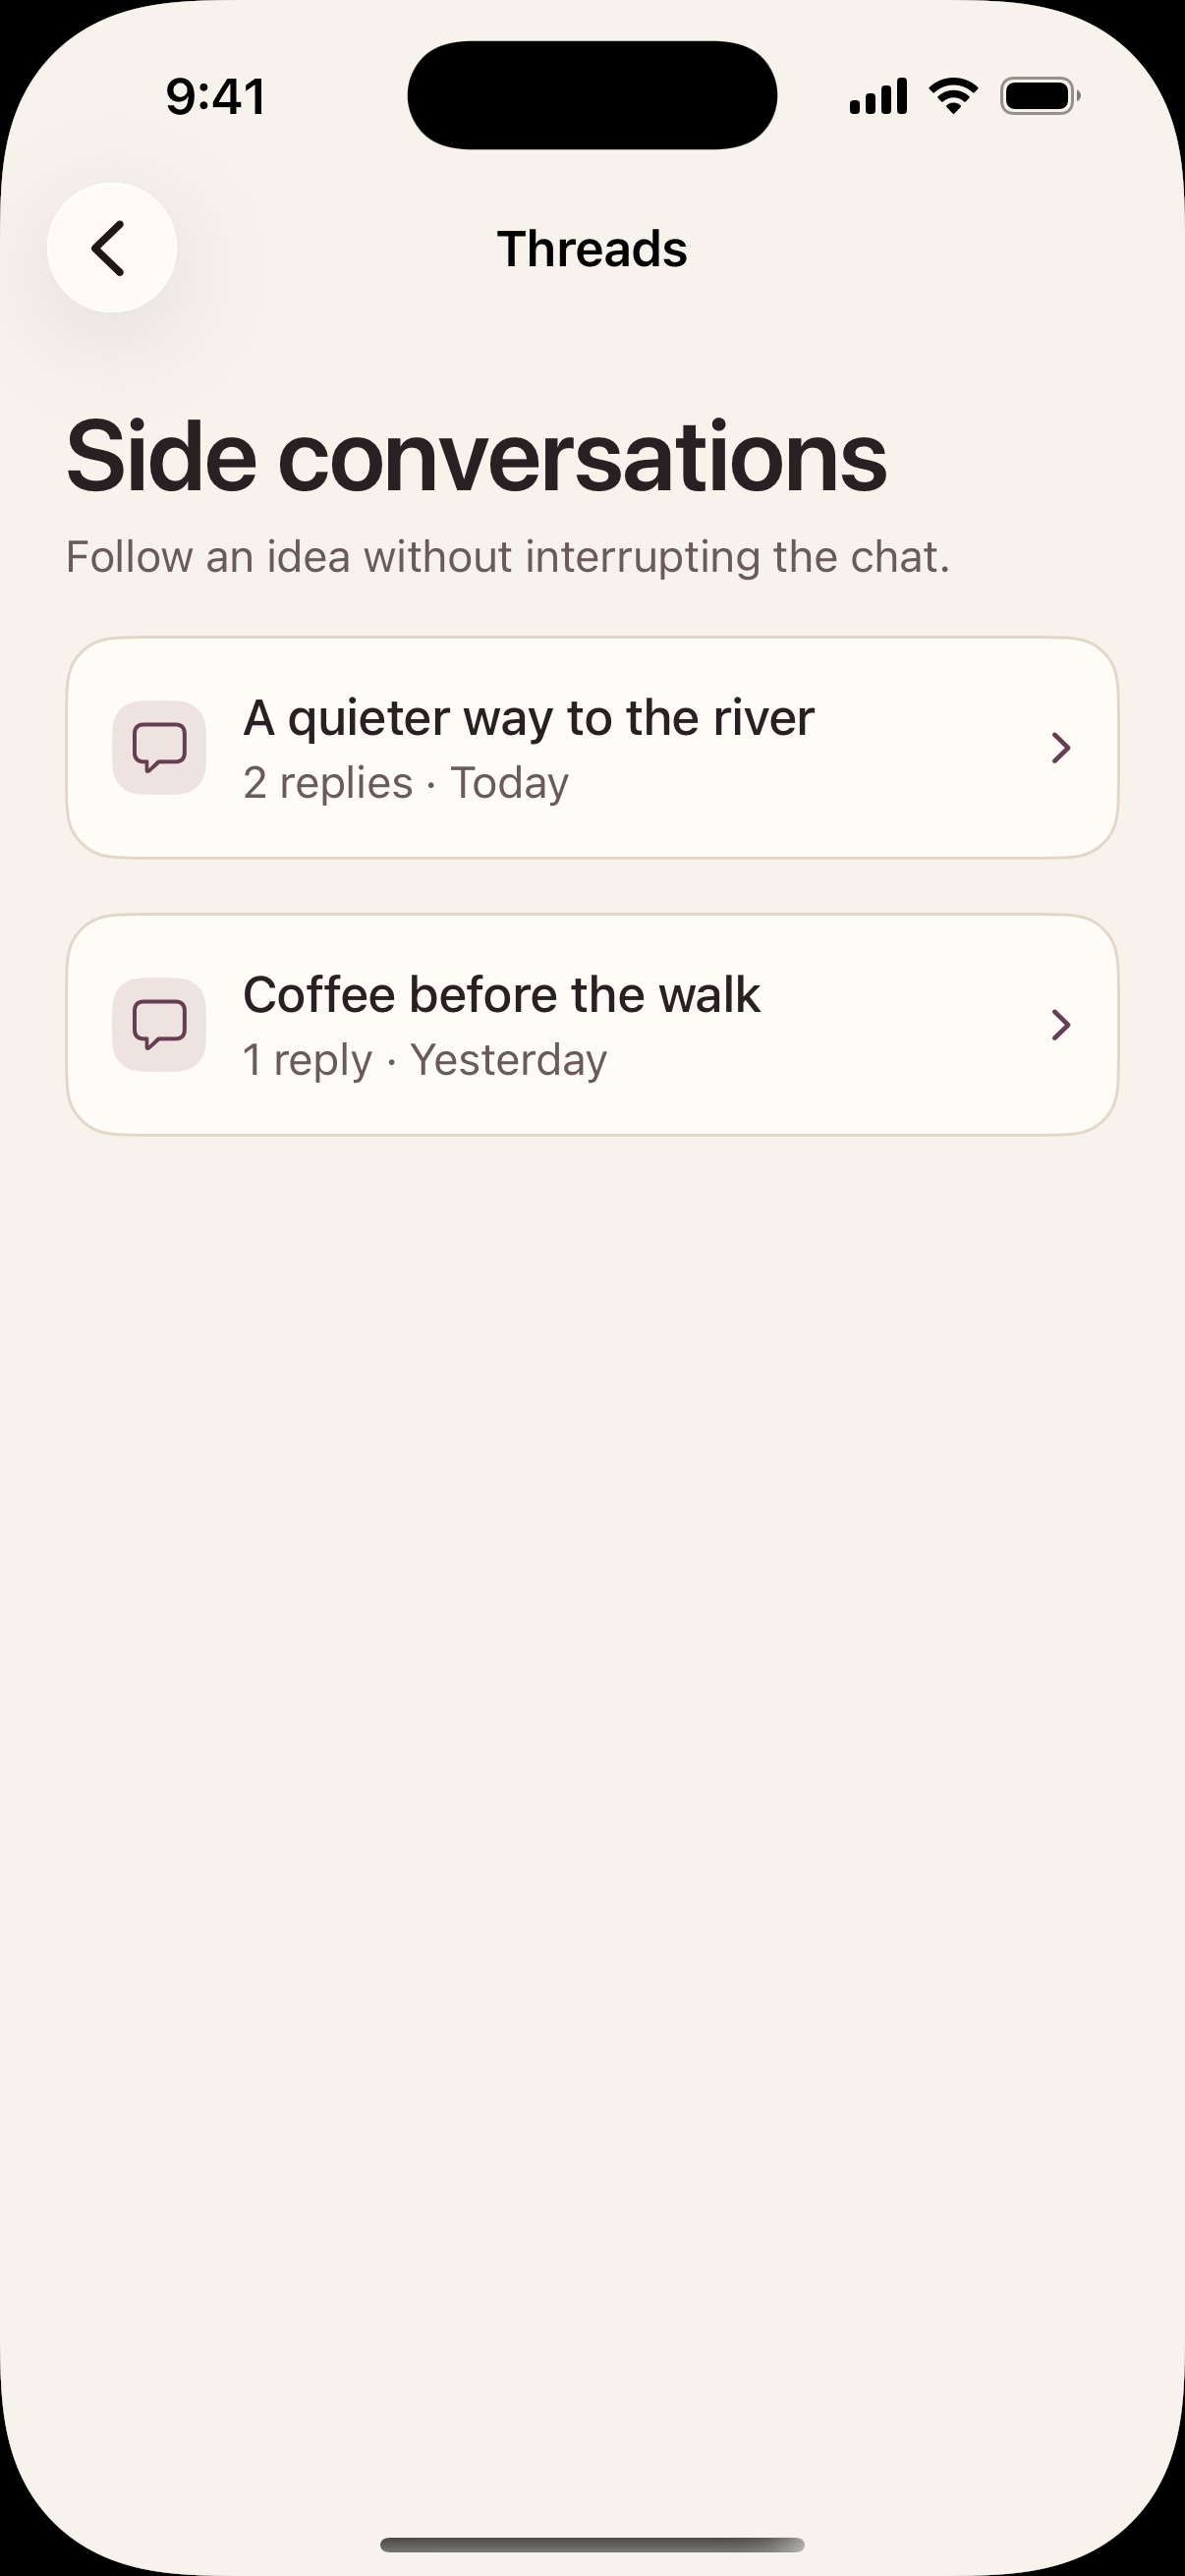 9:41
Threads
Side conversations
Follow an idea without interrupting the chat.
A quieter way to the river
2 replies · Today
Coffee before the walk
1 reply · Yesterday